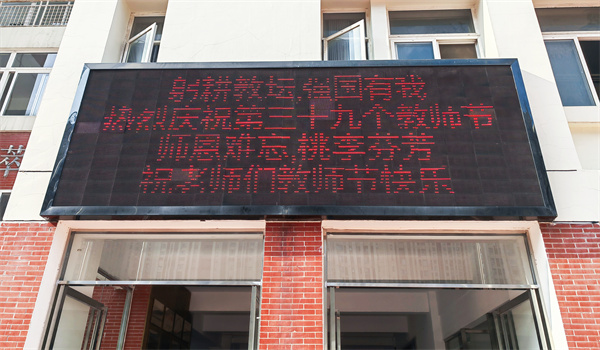 躬耕教坛,强国有我
热烈庆祝第三十九个教师节
师恩难忘,桃李芬芳
祝老师们教师节快乐